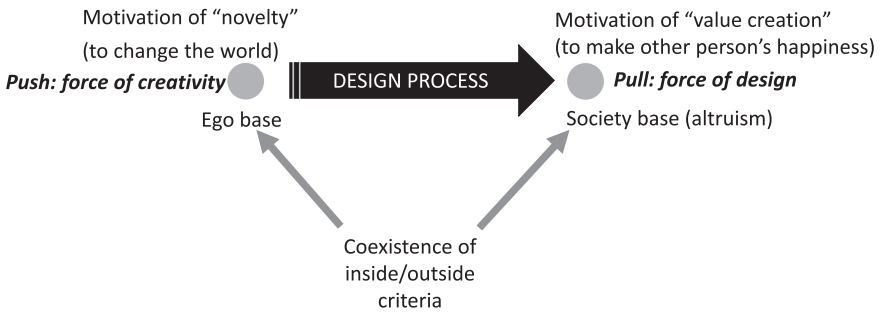 Motivation of “novelty”
(to change the world)
Push: force of creativity
Ego base
DESIGN PROCESS
Motivation of “value creation”
(to make other person’s happiness)
Pull: force of design
Society base (altruism)
Coexistence of
inside/outside
criteria